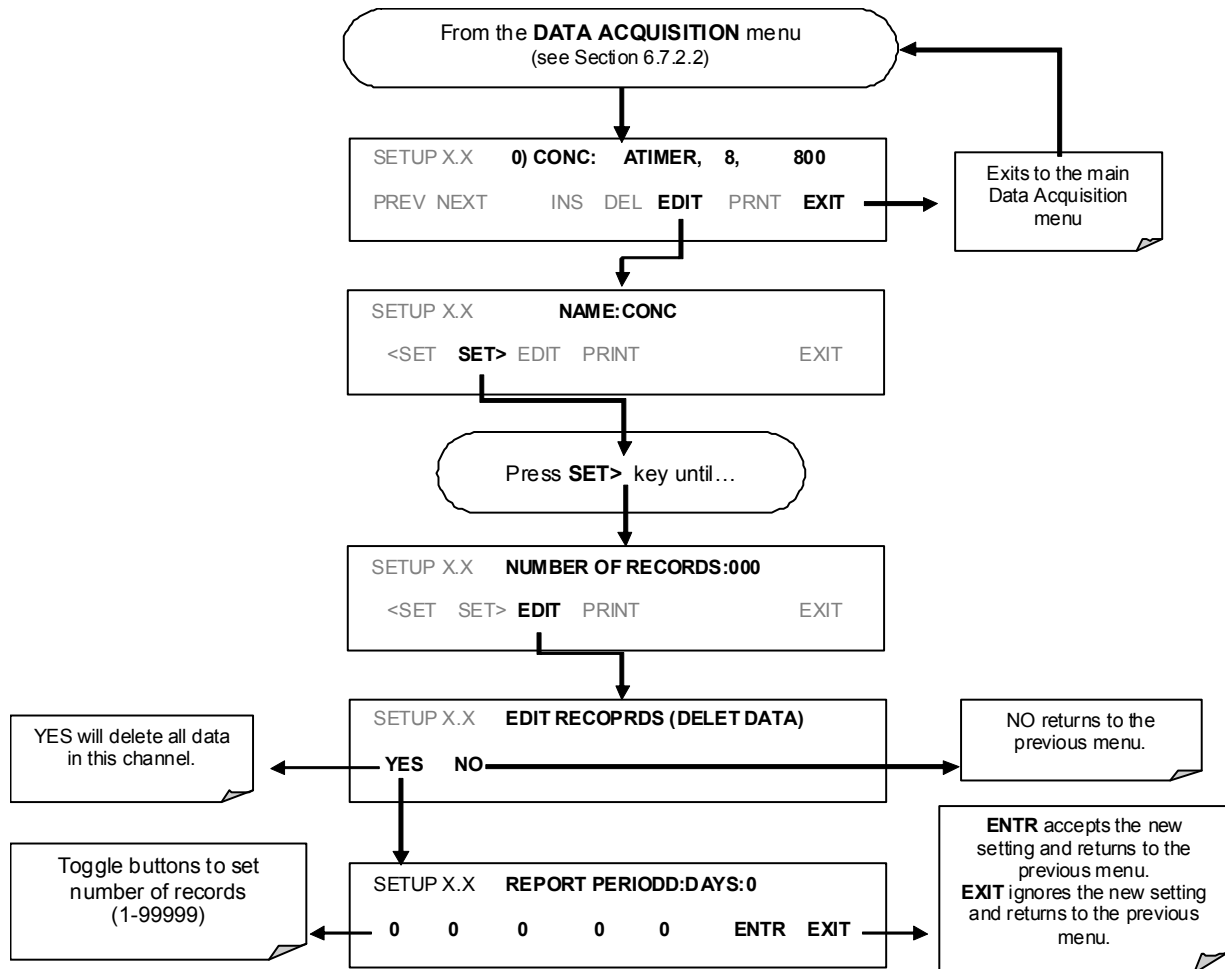 From the DATA ACQUISITION menu
(see Section 6.7.2.2)
SETUP X.X 0) CONC: ATIMER, 8, 800
PREV NEXT INS DEL EDIT PRNT EXIT
Exits to the main
Data Acquisition
menu
SETUP X.X NAME:CONC
<SET SET> EDIT PRINT EXIT
Press SET> key until…
SETUP X.X NUMBER OF RECORDS:000
<SET SET> EDIT PRINT EXIT
YES will delete all data
in this channel.
SETUP X.X EDIT RECOPRDS (DELET DATA)
YES NO
NO returns to the
previous menu.
Toggle buttons to set
number of records
(1-99999)
SETUP X.X REPORT PERIODD:DAYS:0
0 0 0 0 0 ENTR EXIT
ENTR accepts the new
setting and returns to the
previous menu.
EXIT ignores the new setting
and returns to the previous
menu.